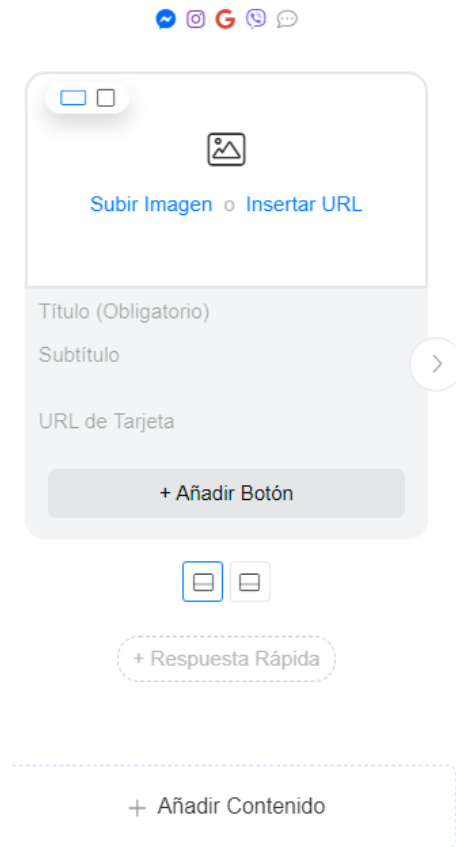 Subir Imagen o Insertar URL
Título (Obligatorio)
Subtítulo
URL de Tarjeta
+ Añadir Botón
+ Respuesta Rápida
+ Añadir Contenido